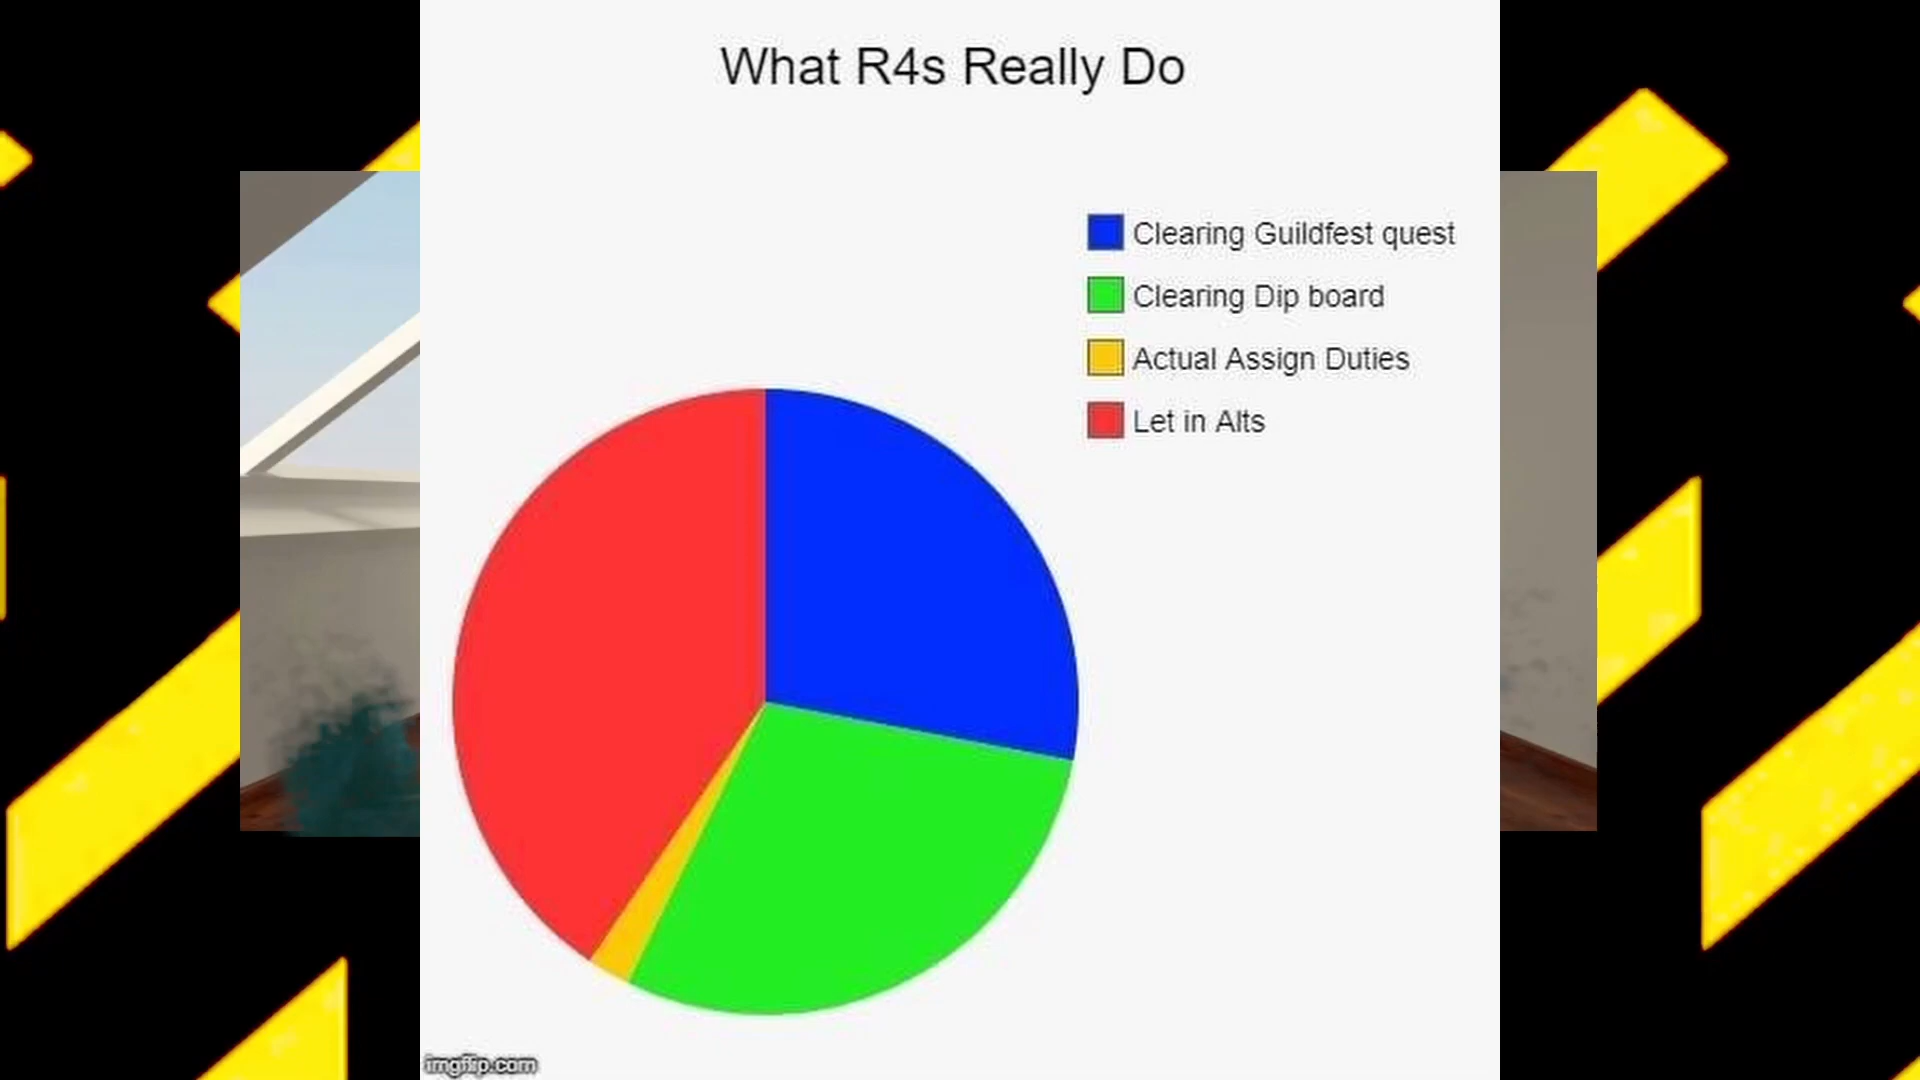 What R4s Really Do
Clearing Guildfest quest
Clearing Dip board
Actual Assign Duties
Let in Alts
imgflip.com